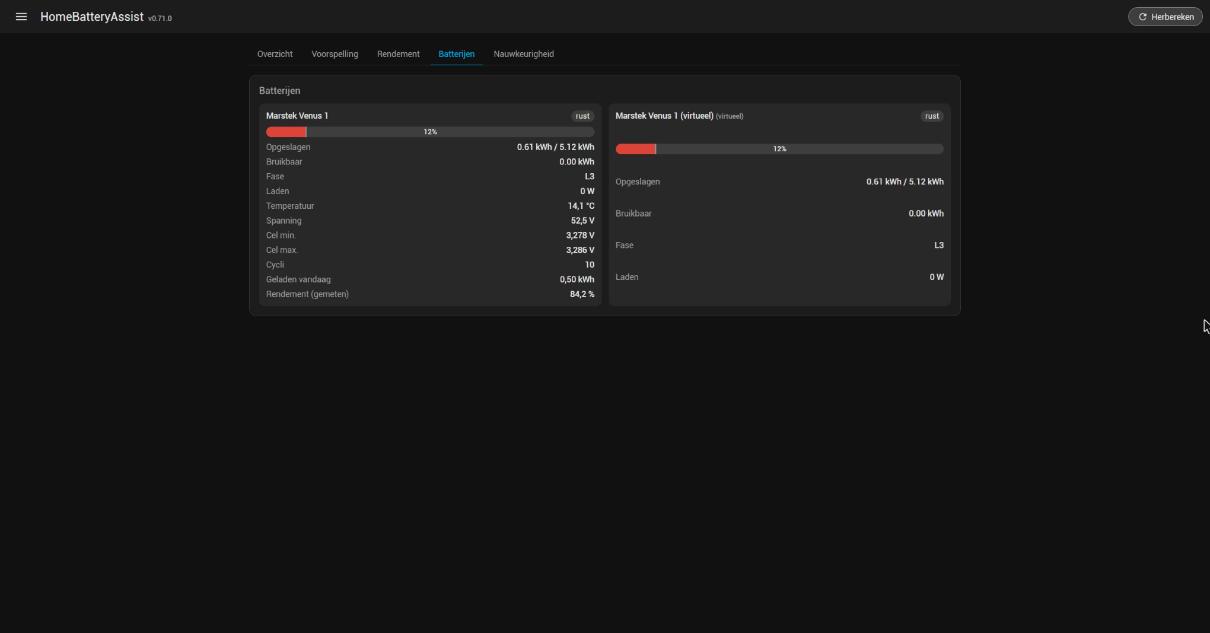 HomeBatteryAssist v0.71.0
Herbereken
Overzicht Voorspelling Rendement Batterijen Nauwkeurigheid
Batterijen
Marstek Venus 1 rust
12%
Opgeslagen 0.61 kWh / 5.12 kWh
Bruikbaar 0.00 kWh
Fase L3
Laden 0 W
Temperatuur 14,1 °C
Spanning 52,5 V
Cel min. 3,278 V
Cel max. 3,286 V
Cycli 10
Geladen vandaag 0,50 kWh
Rendement (gemeten) 84,2 %
Marstek Venus 1 (virtueel) (virtueel) rust
12%
Opgeslagen 0.61 kWh / 5.12 kWh
Bruikbaar 0.00 kWh
Fase L3
Laden 0 W